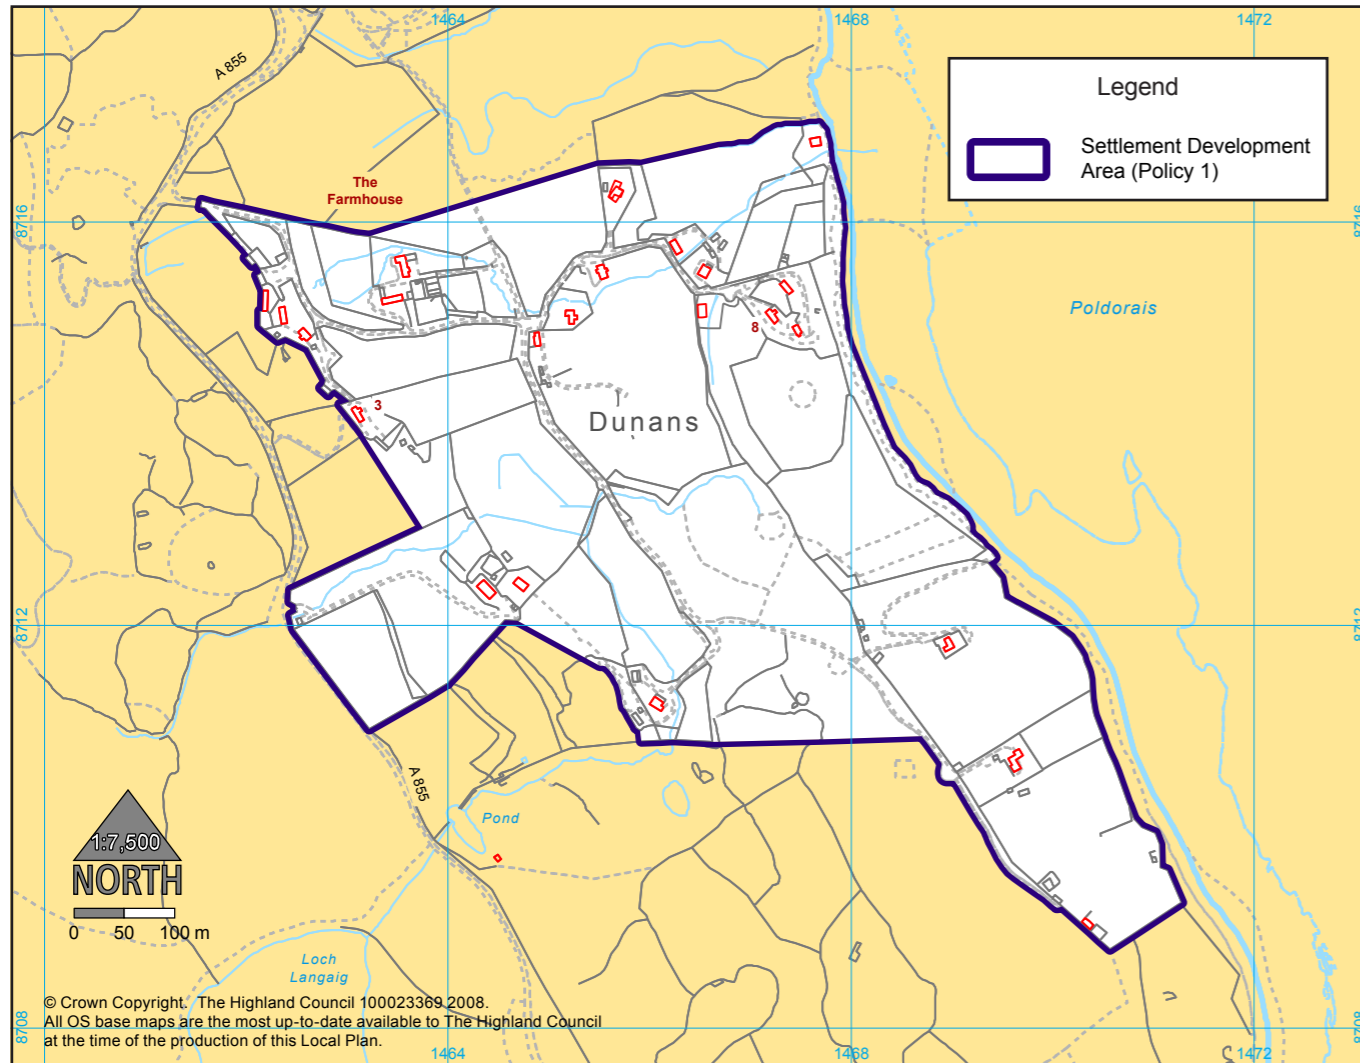 1464
1468
1472
A 855
Legend
Settlement Development
Area (Policy 1)
The
Farmhouse
8716
8716
Poldorais
8
3
Dunans
8712
8712
A 855
Pond
1:7,500
NORTH
0 50 100 m
Loch
Langaig
© Crown Copyright. The Highland Council 100023369 2008.
All OS base maps are the most up-to-date available to The Highland Council
at the time of the production of this Local Plan.
8708
8708
1464
1468
1472